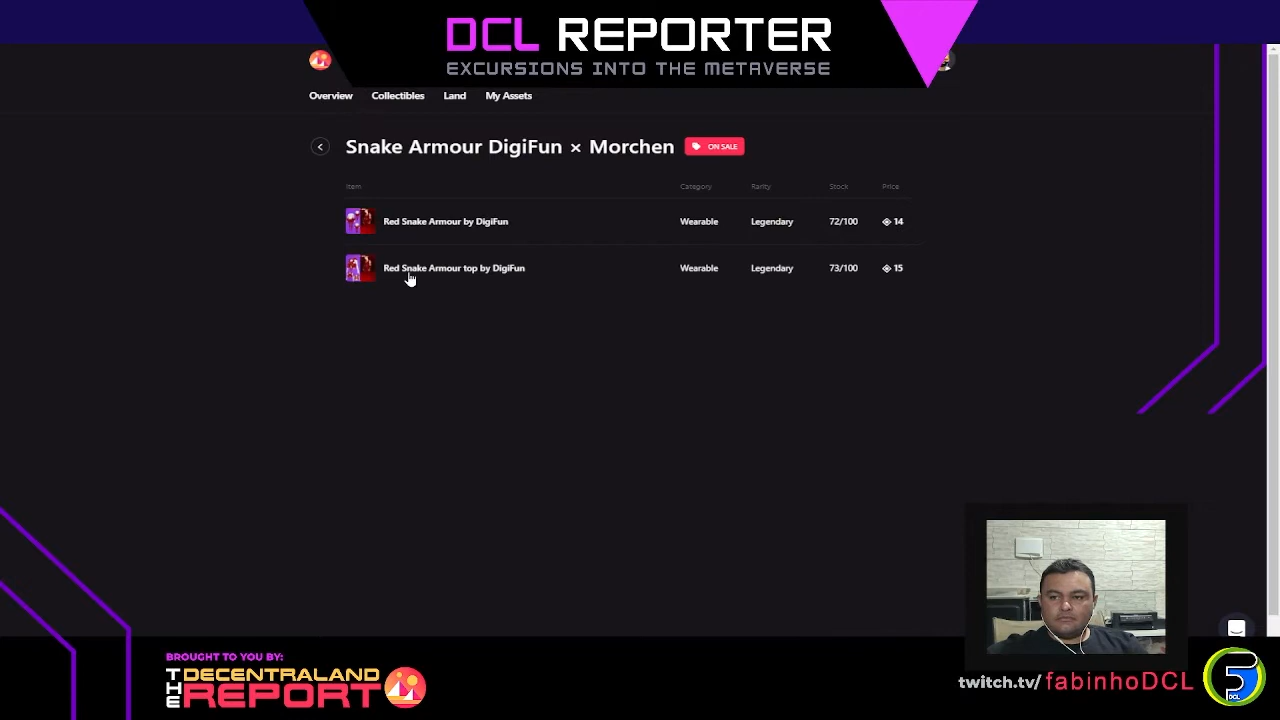 DCL REPORTER
EXCURSIONS INTO THE METAVERSE
Overview Collectibles Land My Assets
Snake Armour DigiFun × Morchen ON SALE
Item Category Rarity Stock Price
Red Snake Armour by DigiFun Wearable Legendary 72/100 14
Red Snake Armour top by DigiFun Wearable Legendary 73/100 15
BROUGHT TO YOU BY:
THE DECENTRALAND
REPORT
twitch.tv/fabinhoDCL
DCL